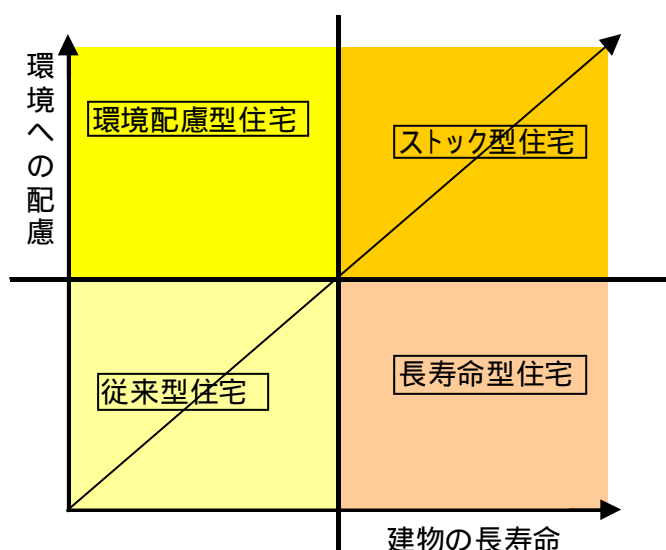 環境への配慮
環境配慮型住宅
ストック型住宅
従来型住宅
長寿命型住宅
建物の長寿命